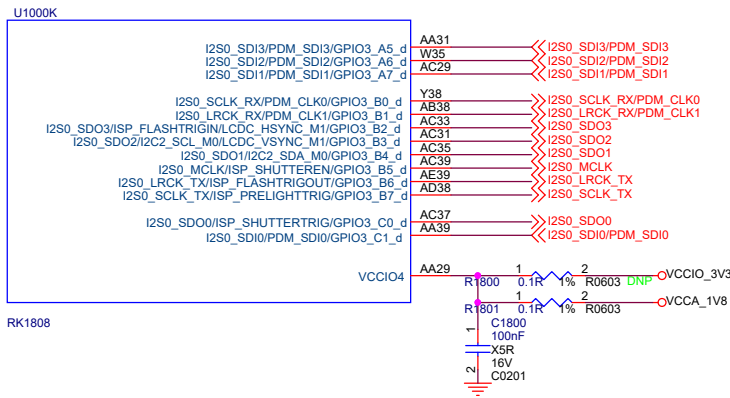 U1000K
I2S0_SDI3/PDM_SDI3/GPIO3_A5_d AA31 I2S0_SDI3/PDM_SDI3
I2S0_SDI2/PDM_SDI2/GPIO3_A6_d W35 I2S0_SDI2/PDM_SDI2
I2S0_SDI1/PDM_SDI1/GPIO3_A7_d AC29 I2S0_SDI1/PDM_SDI1
I2S0_SCLK_RX/PDM_CLK0/GPIO3_B0_d Y38 I2S0_SCLK_RX/PDM_CLK0
I2S0_LRCK_RX/PDM_CLK1/GPIO3_B1_d AB38 I2S0_LRCK_RX/PDM_CLK1
I2S0_SDO3/ISP_FLASHTRIGIN/LCDC_HSYNC_M1/GPIO3_B2_d AC33 I2S0_SDO3
I2S0_SDO2/I2C2_SCL_M0/LCDC_VSYNC_M1/GPIO3_B3_d AC31 I2S0_SDO2
I2S0_SDO1/I2C2_SDA_M0/GPIO3_B4_d AC35 I2S0_SDO1
I2S0_MCLK/ISP_SHUTTEREN/GPIO3_B5_d AC39 I2S0_MCLK
I2S0_LRCK_TX/ISP_FLASHTRIGOUT/GPIO3_B6_d AE39 I2S0_LRCK_TX
I2S0_SCLK_TX/ISP_PRELIGHTTRIG/GPIO3_B7_d AD38 I2S0_SCLK_TX
I2S0_SDO0/ISP_SHUTTERTRIG/GPIO3_C0_d AC37 I2S0_SDO0
I2S0_SDI0/PDM_SDI0/GPIO3_C1_d AA39 I2S0_SDI0/PDM_SDI0
VCCIO4 AA29 1 2 VCCIO_3V3
R1800 0.1R 1% R0603 DNP
1 2 VCCA_1V8
R1801 0.1R 1% R0603
RK1808
C1800
1 100nF
X5R
16V
2 C0201